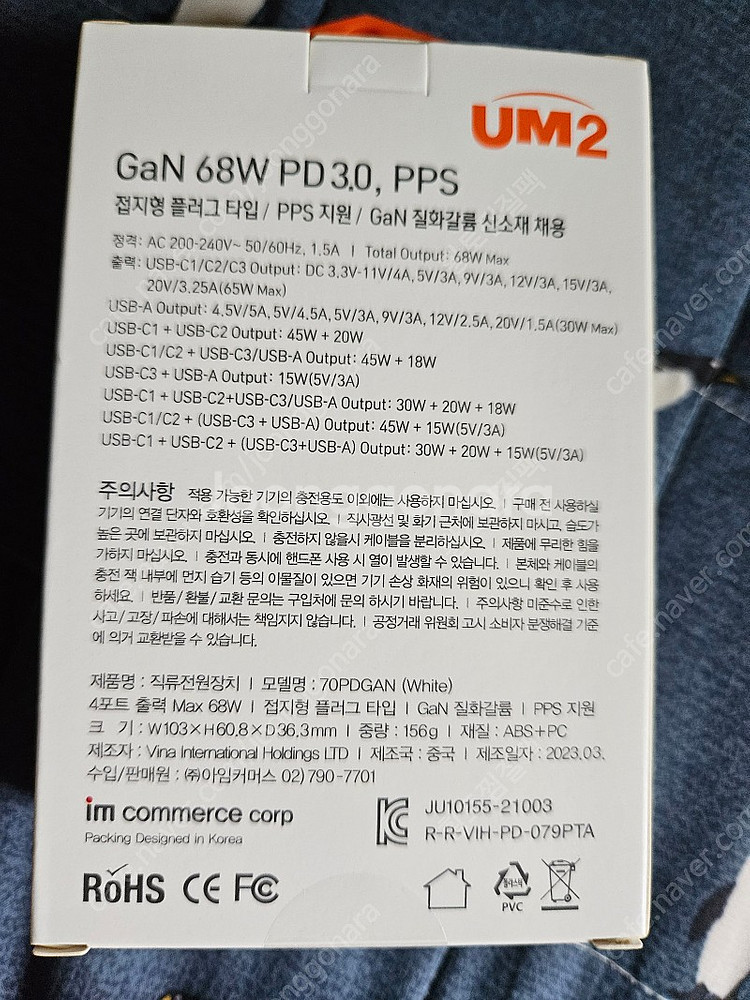 UM2
GaN 68W PD3.0, PPS
접지형 플러그 타입 / PPS 지원 / GaN 질화갈륨 신소재 채용
정격: AC 200-240V~ 50/60Hz, 1.5A | Total Output: 68W Max
출력: USB-C1/C2/C3 Output: DC 3.3V-11V/4A, 5V/3A, 9V/3A, 12V/3A, 15V/3A,
20V/3.25A(65W Max)
USB-A Output: 4.5V/5A, 5V/4.5A, 5V/3A, 9V/3A, 12V/2.5A, 20V/1.5A(30W Max)
USB-C1 + USB-C2 Output: 45W + 20W
USB-C1/C2 + USB-C3/USB-A Output: 45W + 18W
USB-C3 + USB-A Output: 15W(5V/3A)
USB-C1 + USB-C2+USB-C3/USB-A Output: 30W + 20W + 18W
USB-C1/C2 + (USB-C3 + USB-A) Output: 45W + 15W(5V/3A)
USB-C1 + USB-C2 + (USB-C3+USB-A) Output: 30W + 20W + 15W(5V/3A)
주의사항 적용 가능한 기기의 충전용도 이외에는 사용하지 마십시오. | 구매 전 사용하실
기기의 연결 단자와 호환성을 확인하십시오. | 직사광선 및 화기 근처에 보관하지 마시고, 습도가
높은 곳에 보관하지 마십시오. | 충전하지 않을시 케이블을 분리하십시오. | 제품에 무리한 힘을
가하지 마십시오. | 충전과 동시에 핸드폰 사용 시 열이 발생할 수 있습니다. | 본체와 케이블의
충전 잭 내부에 먼지 습기 등의 이물질이 있으면 기기 손상 화재의 위험이 있으니 확인 후 사용
하세요. | 반품/환불/교환 문의는 구입처에 문의 하시기 바랍니다. | 주의사항 미준수로 인한
사고/고장/파손에 대해서는 책임지지 않습니다. | 공정거래 위원회 고시 소비자 분쟁해결 기준
에 의거 교환받을 수 있습니다.
제품명 : 직류전원장치 | 모델명 : 70PDGAN (White)
4포트 출력 Max 68W | 접지형 플러그 타입 | GaN 질화갈륨 | PPS 지원
크 기 : W103×H60.8×D36.3mm | 중량 : 156g | 재질 : ABS+PC
제조자 : Vina International Holdings LTD | 제조국 : 중국 | 제조일자 : 2023.03.
수입/판매원 : ㈜아임커머스 02) 790-7701
im commerce corp
Packing Designed in Korea
JU10155-21003
R-R-VIH-PD-079PTA
RoHS CE FC
플라스틱
PVC